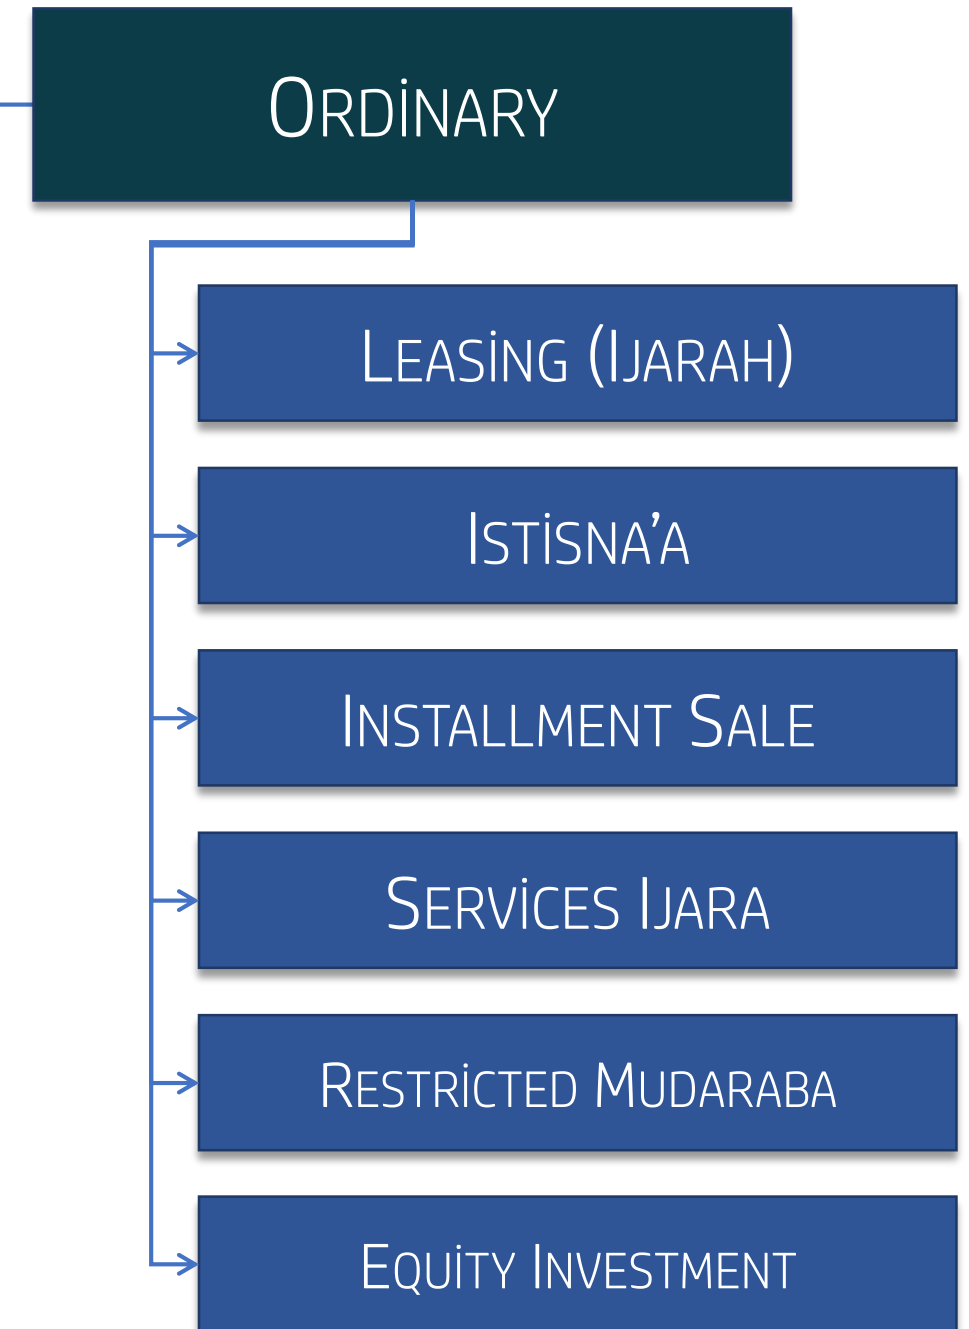 Ordinary
Leasing (Ijarah)
Istisna’a
Installment Sale
Services Ijara
Restricted Mudaraba
Equity Investment